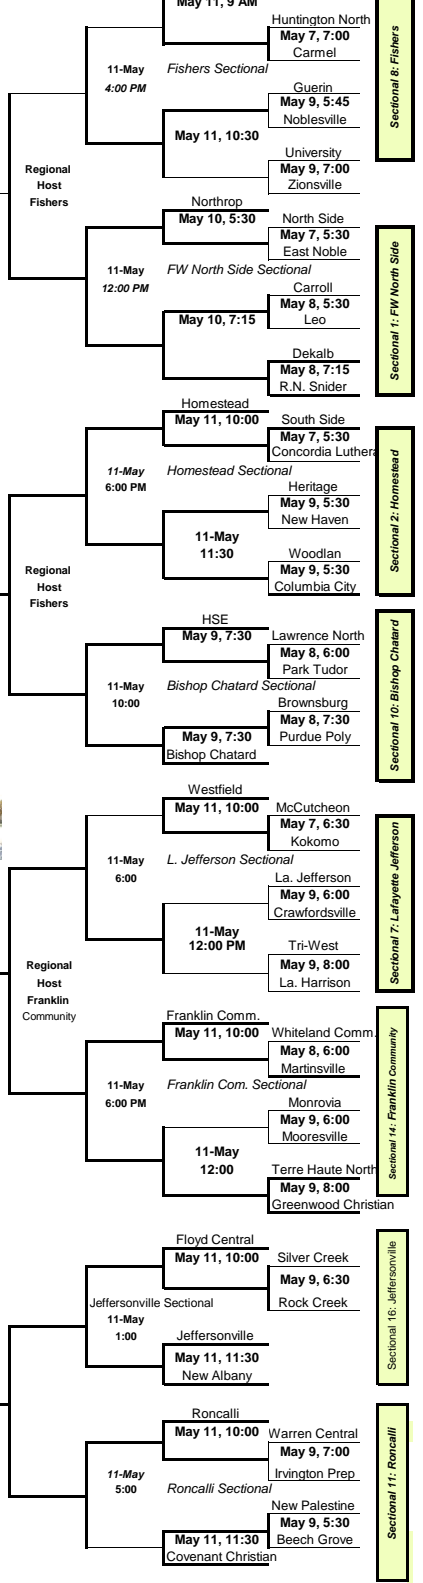 May 11, 9 AM
Huntington North
May 7, 7:00
Carmel
11-May
4:00 PM
Fishers Sectional
Guerin
May 9, 5:45
Noblesville
May 11, 10:30
University
May 9, 7:00
Zionsville
Sectional 8: Fishers
Regional
Host
Fishers
Northrop
May 10, 5:30
North Side
May 7, 5:30
East Noble
11-May
12:00 PM
FW North Side Sectional
Carroll
May 8, 5:30
Leo
May 10, 7:15
Dekalb
May 8, 7:15
R.N. Snider
Sectional 1: FW North Side
Homestead
May 11, 10:00
South Side
May 7, 5:30
Concordia Luthera
11-May
6:00 PM
Homestead Sectional
Heritage
May 9, 5:30
New Haven
11-May
11:30
Woodlan
May 9, 5:30
Columbia City
Sectional 2: Homestead
Regional
Host
Fishers
HSE
May 9, 7:30
Lawrence North
May 8, 6:00
Park Tudor
11-May
10:00
Bishop Chatard Sectional
Brownsburg
May 8, 7:30
Purdue Poly
May 9, 7:30
Bishop Chatard
Sectional 10: Bishop Chatard
Westfield
May 11, 10:00
McCutcheon
May 7, 6:30
Kokomo
11-May
6:00
L. Jefferson Sectional
La. Jefferson
May 9, 6:00
Crawfordsville
11-May
12:00 PM
Tri-West
May 9, 8:00
La. Harrison
Sectional 7: Lafayette Jefferson
Regional
Host
Franklin
Community
Franklin Comm.
May 11, 10:00
Whiteland Comm.
May 8, 6:00
Martinsville
11-May
6:00 PM
Franklin Com. Sectional
Monrovia
May 9, 6:00
Mooresville
11-May
12:00
Terre Haute North
May 9, 8:00
Greenwood Christian
Sectional 14: Franklin Community
Floyd Central
May 11, 10:00
Silver Creek
May 9, 6:30
Rock Creek
Jeffersonville Sectional
11-May
1:00
Jeffersonville
May 11, 11:30
New Albany
Sectional 16: Jeffersonville
Roncalli
May 11, 10:00
Warren Central
May 9, 7:00
Irvington Prep
11-May
5:00
Roncalli Sectional
New Palestine
May 9, 5:30
Beech Grove
May 11, 11:30
Covenant Christian
Sectional 11: Roncalli